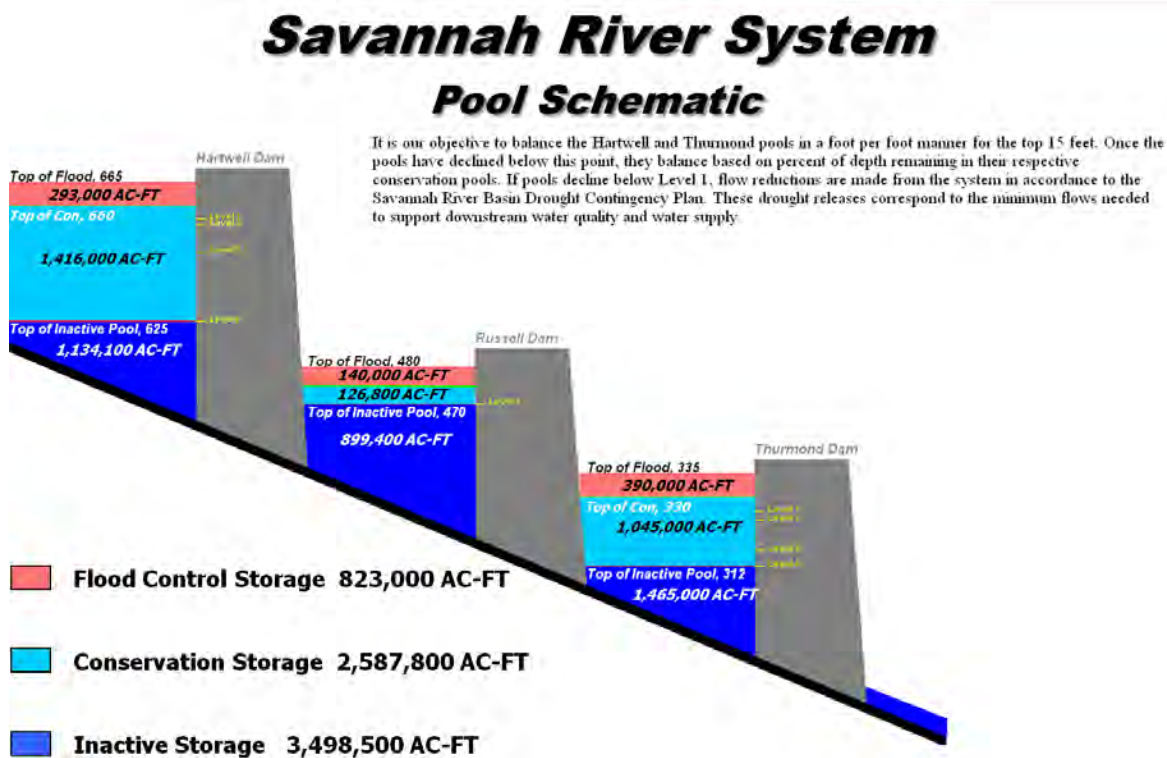 Savannah River System
Pool Schematic
It is our objective to balance the Hartwell and Thurmond pools in a foot per foot manner for the top 15 feet. Once the
pools have declined below this point, they balance based on percent of depth remaining in their respective
conservation pools. If pools decline below Level 1, flow reductions are made from the system in accordance to the
Savannah River Basin Drought Contingency Plan. These drought releases correspond to the minimum flows needed
to support downstream water quality and water supply.
Hartwell Dam
Top of Flood, 665
293,000 AC-FT
Top of Con, 660
1,416,000 AC-FT
Top of Inactive Pool, 625
1,134,100 AC-FT
Russell Dam
Top of Flood, 480
140,000 AC-FT
126,800 AC-FT
Top of Inactive Pool, 470
899,400 AC-FT
Thurmond Dam
Top of Flood, 335
390,000 AC-FT
Top of Con, 330
1,045,000 AC-FT
Top of Inactive Pool, 312
1,465,000 AC-FT
Flood Control Storage 823,000 AC-FT
Conservation Storage 2,587,800 AC-FT
Inactive Storage 3,498,500 AC-FT